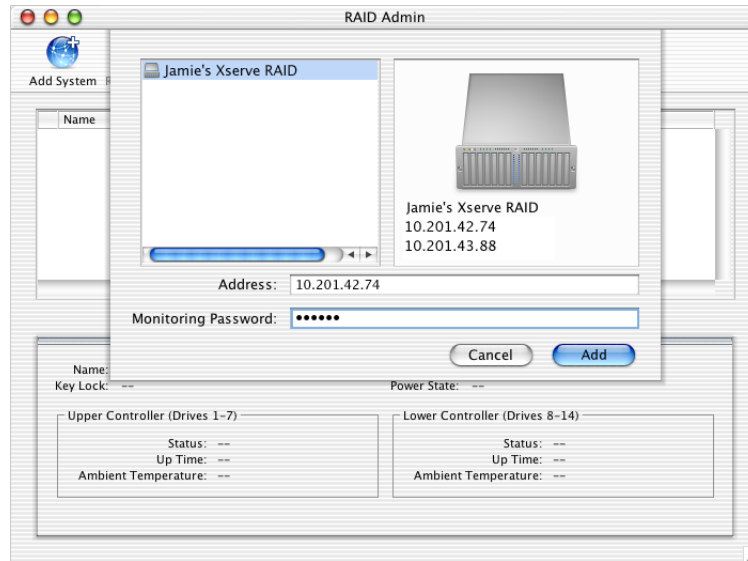 RAID Admin
Add System
Name
Jamie's Xserve RAID
Jamie's Xserve RAID
10.201.42.74
10.201.43.88
Address: 10.201.42.74
Monitoring Password: ••••••
Cancel Add
Name:
Key Lock: -- Power State: --
Upper Controller (Drives 1-7) Lower Controller (Drives 8-14)
Status: -- Status: --
Up Time: -- Up Time: --
Ambient Temperature: -- Ambient Temperature: --